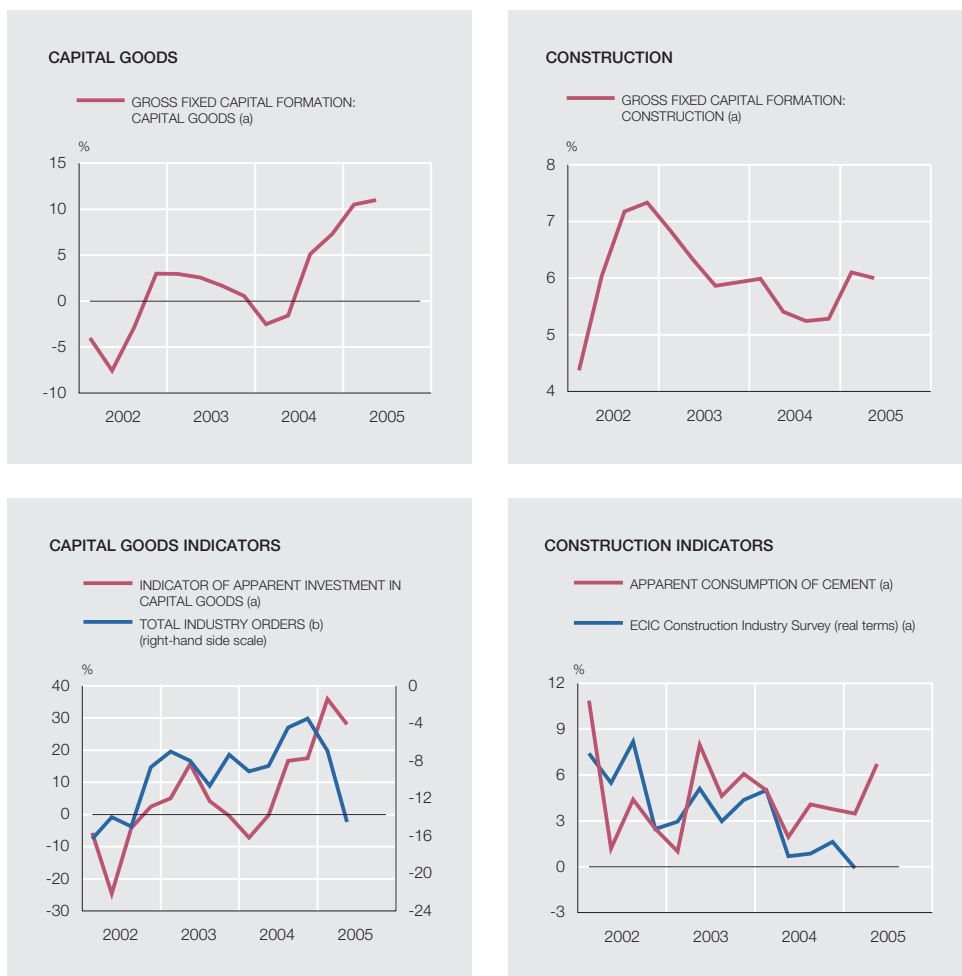 CAPITAL GOODS
GROSS FIXED CAPITAL FORMATION:
CAPITAL GOODS (a)
%
15
10
5
0
-5
-10
2002 2003 2004 2005
CONSTRUCTION
GROSS FIXED CAPITAL FORMATION:
CONSTRUCTION (a)
%
8
7
6
5
4
2002 2003 2004 2005
CAPITAL GOODS INDICATORS
INDICATOR OF APPARENT INVESTMENT IN
CAPITAL GOODS (a)
TOTAL INDUSTRY ORDERS (b)
(right-hand side scale)
%
40 0
30 -4
20 -8
10 -12
0 -16
-10
-20 -20
-30 -24
2002 2003 2004 2005
CONSTRUCTION INDICATORS
APPARENT CONSUMPTION OF CEMENT (a)
ECIC Construction Industry Survey (real terms) (a)
%
12
9
6
3
0
-3
2002 2003 2004 2005